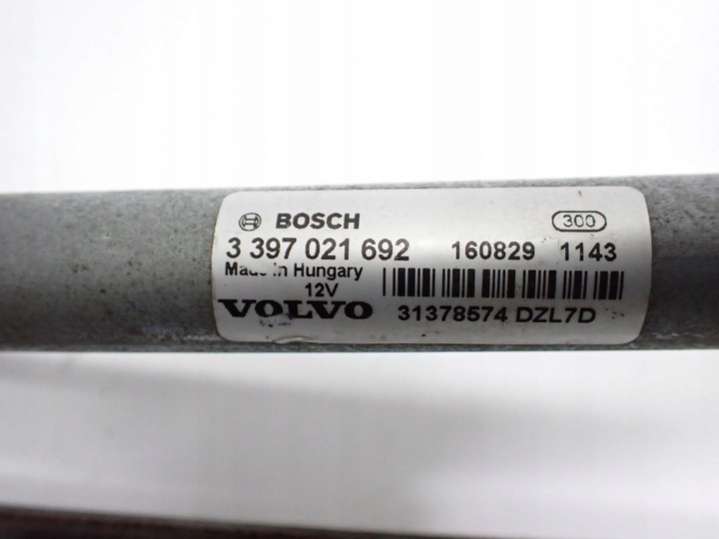 BOSCH 300
3 397 021 692 160829 1143
Made in Hungary
12V
VOLVO 31378574 DZL7D